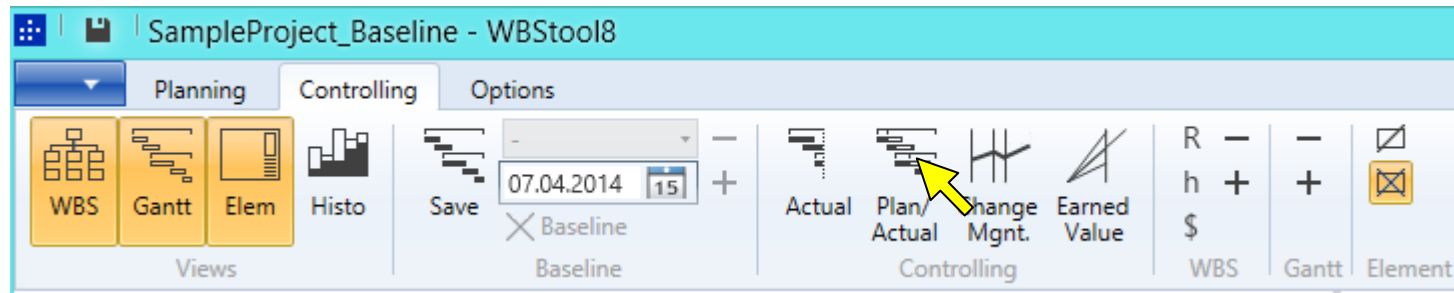 SampleProject_Baseline - WBStool8
Planning Controlling Options
WBS Gantt Elem Histo
Views
Save
-
07.04.2014 15
Baseline
Baseline
Actual Plan/ Actual Change Mgnt. Earned Value
Controlling
R −
h +
$
WBS
− +
Gantt
Element